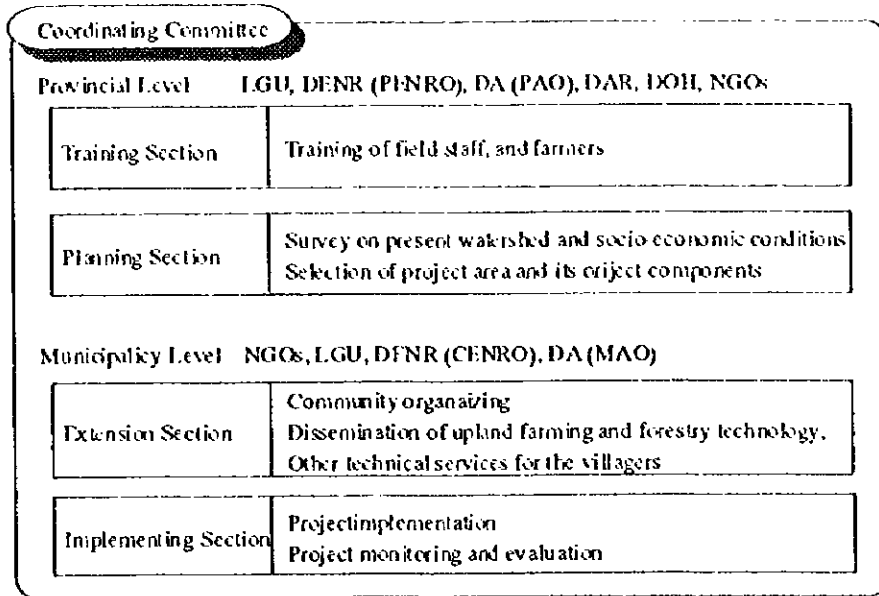 Coordinating Committee
Provincial Level LGU, DENR (PENRO), DA (PAO), DAR, DOH, NGOs
Training Section
Training of field staff, and farmers
Planning Section
Survey on present watershed and socio economic conditions
Selection of project area and its oriject components
Municipality Level NGOs, LGU, DENR (CENRO), DA (MAO)
Extension Section
Community organaizing
Dissemination of upland farming and forestry technology,
Other technical services for the villagers
Implementing Section
Projectimplementation
Project monitoring and evaluation